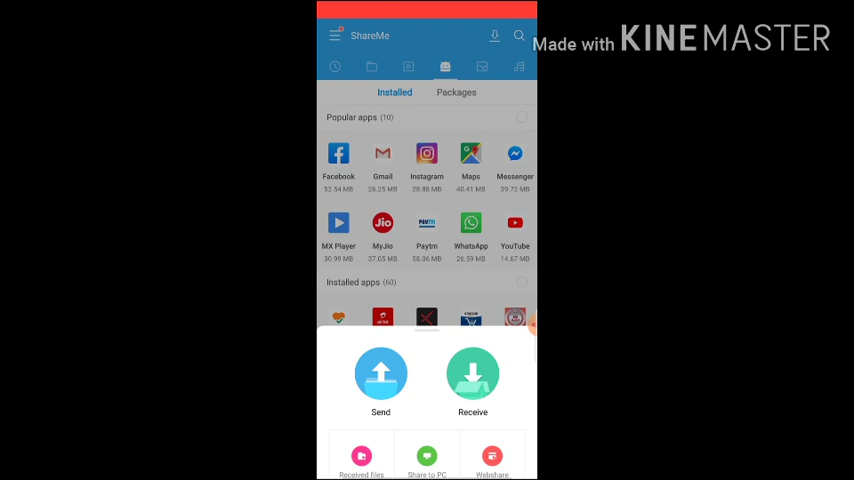 ShareMe
Made with KINEMASTER
Installed Packages
Popular apps (10)
Facebook Gmail Instagram Maps Messenger
52.54 MB 26.25 MB 28.88 MB 40.41 MB 39.72 MB
Jio PAYTM
MX Player MyJio Paytm WhatsApp YouTube
30.99 MB 37.05 MB 58.06 MB 26.59 MB 14.67 MB
Installed apps (60)
airtel
Send Receive
Received files Share to PC Webshare